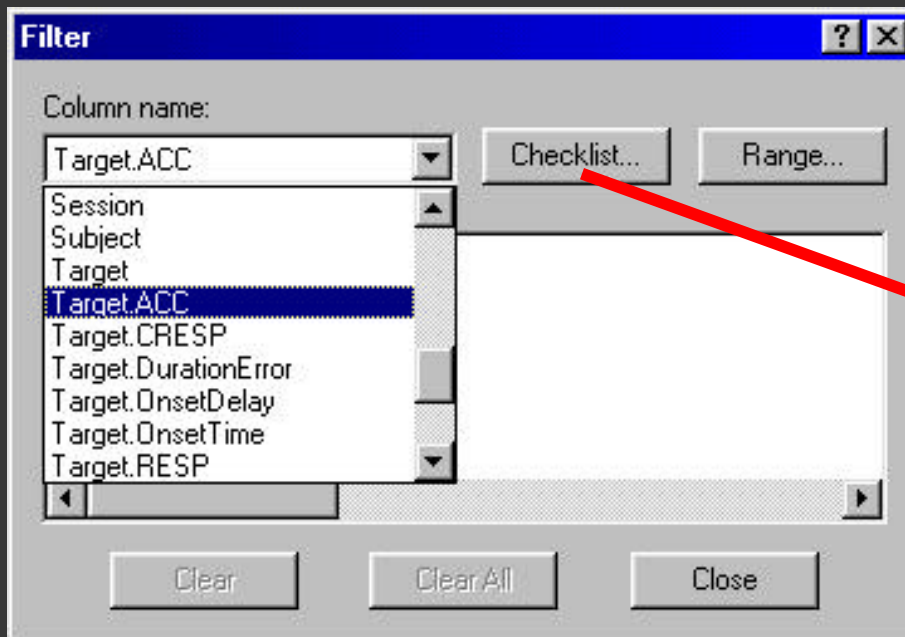 Filter
Column name:
Target.ACC
Checklist...
Range...
Session
Subject
Target
Target.ACC
Target.CRESP
Target.DurationError
Target.OnsetDelay
Target.OnsetTime
Target.RESP
Clear
Clear All
Close